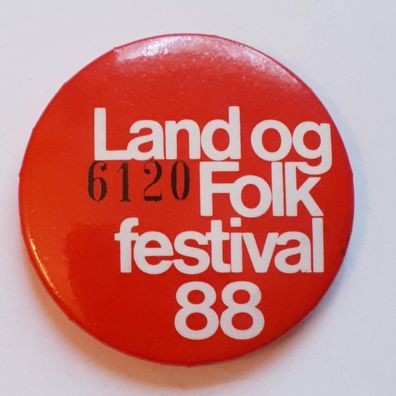 Land og
6120 Folk
festival
88